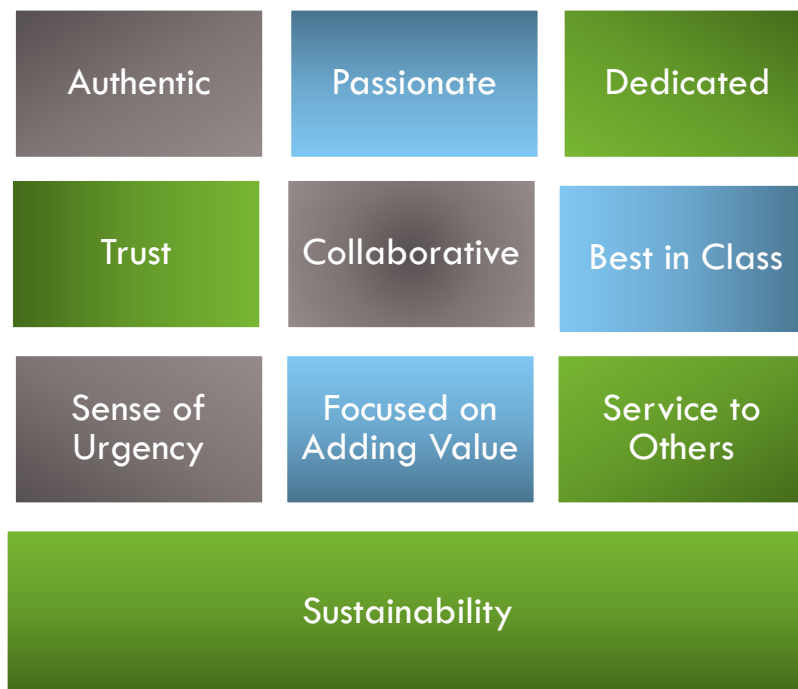 Authentic
Passionate
Dedicated
Trust
Collaborative
Best in Class
Sense of
Urgency
Focused on
Adding Value
Service to
Others
Sustainability